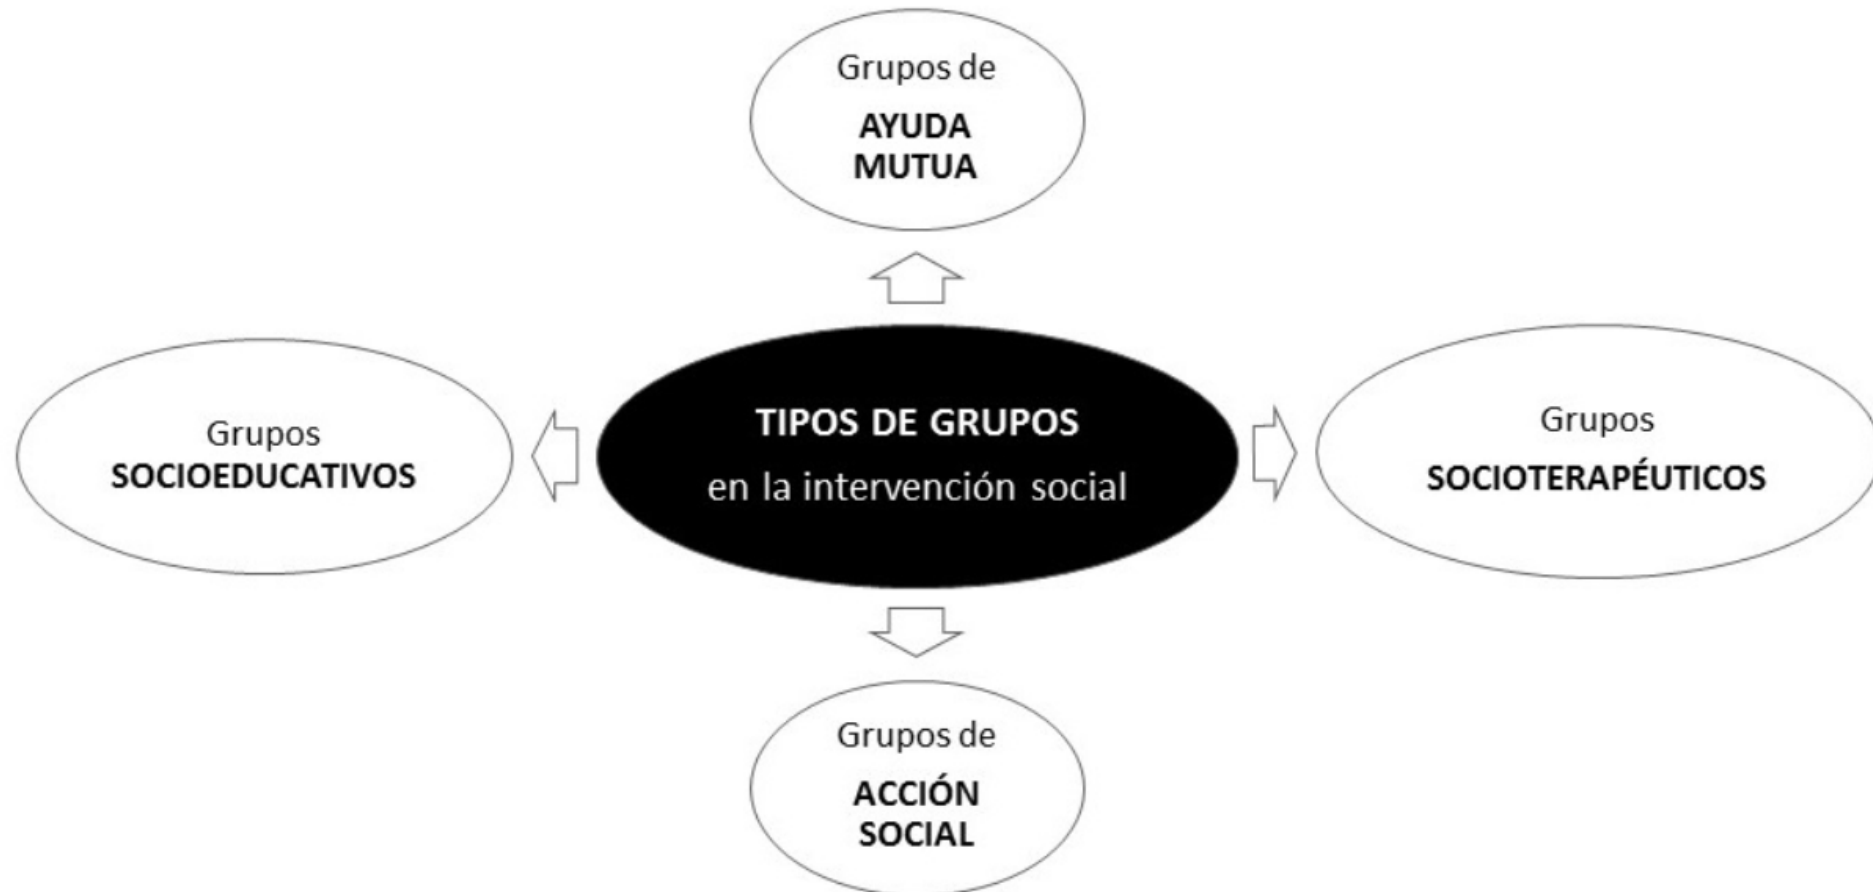 Grupos de
AYUDA
MUTUA
Grupos
SOCIOEDUCATIVOS
TIPOS DE GRUPOS
en la intervención social
Grupos
SOCIOTERAPÉUTICOS
Grupos de
ACCIÓN
SOCIAL